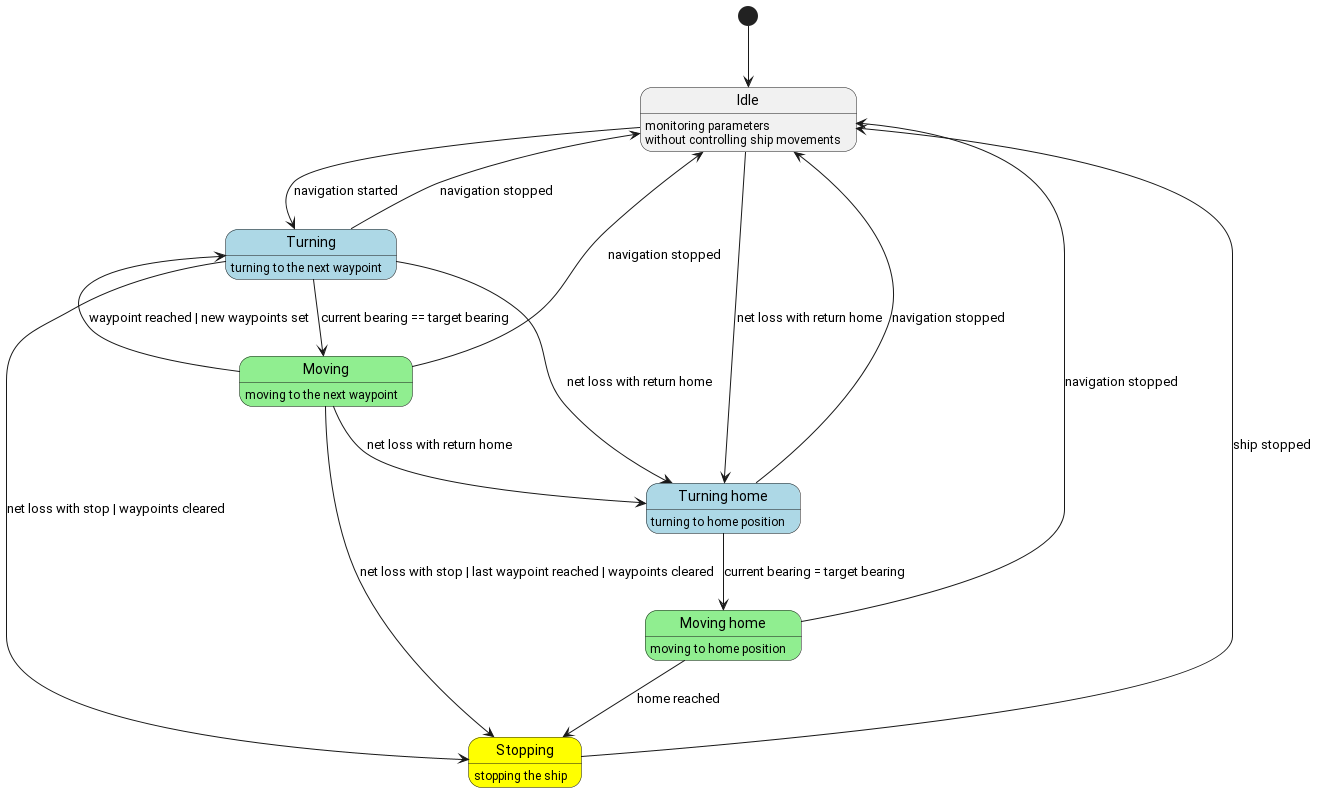 Idle
monitoring parameters
without controlling ship movements
navigation started
navigation stopped
Turning
turning to the next waypoint
navigation stopped
waypoint reached | new waypoints set
current bearing == target bearing
net loss with return home
navigation stopped
Moving
moving to the next waypoint
net loss with return home
navigation stopped
net loss with return home
ship stopped
Turning home
turning to home position
net loss with stop | waypoints cleared
net loss with stop | last waypoint reached | waypoints cleared
current bearing = target bearing
Moving home
moving to home position
home reached
Stopping
stopping the ship